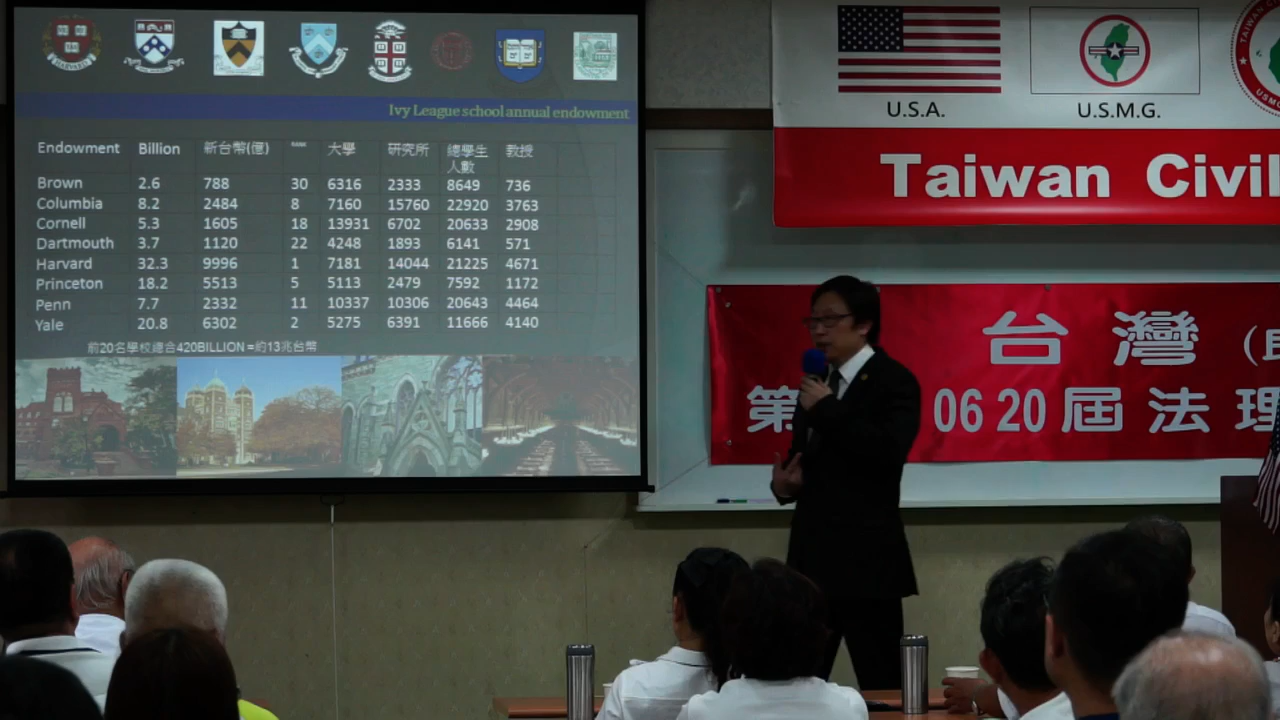 HARVARD
Ivy League school annual endowment
Endowment Billion 新台幣(億) 大學 研究所 總學生人數 教授
Brown 2.6 788 30 6316 2333 8649 736
Columbia 8.2 2484 8 7160 15760 22920 3763
Cornell 5.3 1605 18 13931 6702 20633 2908
Dartmouth 3.7 1120 22 4248 1893 6141 571
Harvard 32.3 9996 1 7181 14044 21225 4671
Princeton 18.2 5513 5 5113 2479 7592 1172
Penn 7.7 2332 11 10337 10306 20643 4464
Yale 20.8 6302 2 5275 6391 11666 4140
前20名學校總合420BILLION =約13兆台幣
U.S.A.
U.S.M.G.
Taiwan Civil
台灣
第 06 20 屆法理